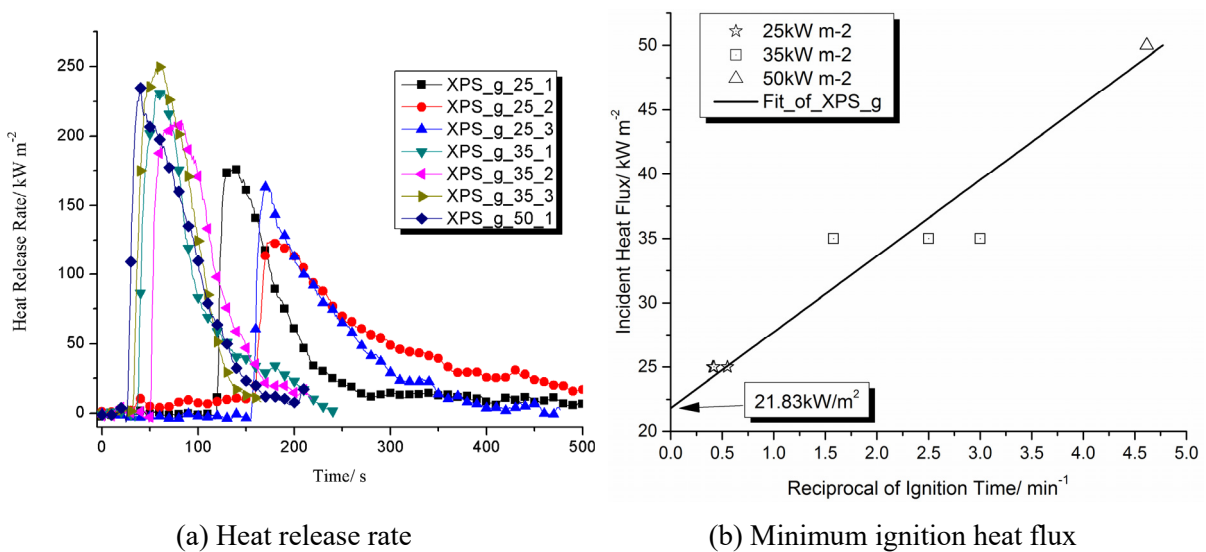 250
200
150
100
50
0
Heat Release Rate/ kW m-2
0
100
200
300
400
500
Time/ s
XPS_g_25_1
XPS_g_25_2
XPS_g_25_3
XPS_g_35_1
XPS_g_35_2
XPS_g_35_3
XPS_g_50_1
(a) Heat release rate
50
45
40
35
30
25
20
Incident Heat Flux/ kW m-2
25kW m-2
35kW m-2
50kW m-2
Fit_of_XPS_g
21.83kW/m²
0.0 0.5 1.0 1.5 2.0 2.5 3.0 3.5 4.0 4.5 5.0
Reciprocal of Ignition Time/ min⁻¹
(b) Minimum ignition heat flux